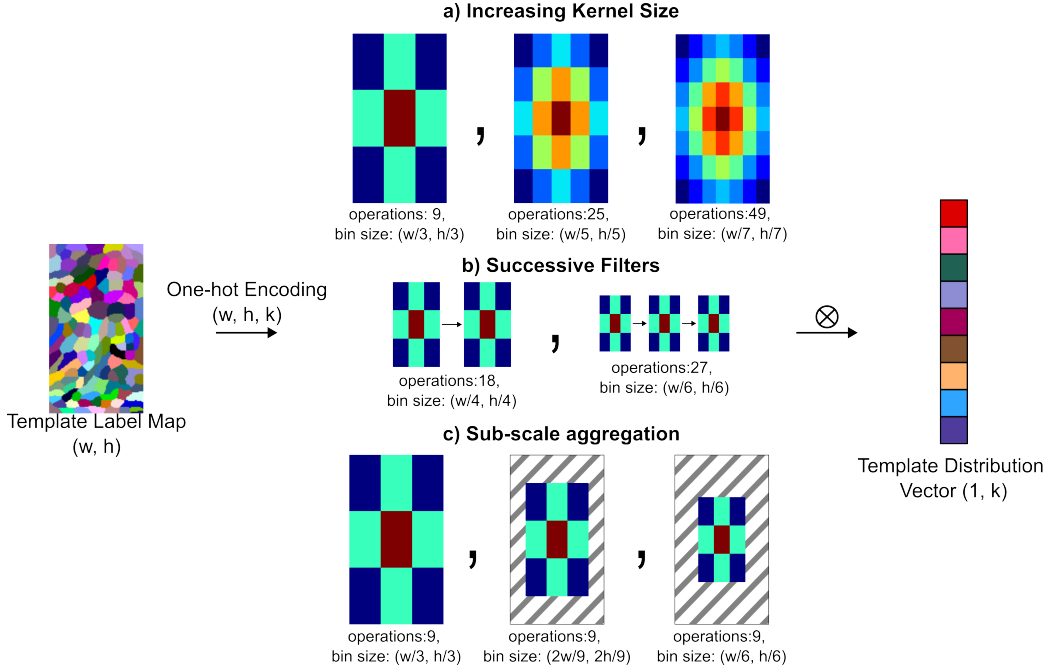 a) Increasing Kernel Size
,
,
operations: 9,
bin size: (w/3, h/3)
operations:25,
bin size: (w/5, h/5)
operations:49,
bin size: (w/7, h/7)
One-hot Encoding
(w, h, k)
Template Label Map
(w, h)
b) Successive Filters
,
operations:18,
bin size: (w/4, h/4)
operations:27,
bin size: (w/6, h/6)
⊗
c) Sub-scale aggregation
,
,
operations:9,
bin size: (w/3, h/3)
operations:9,
bin size: (2w/9, 2h/9)
operations:9,
bin size: (w/6, h/6)
Template Distribution
Vector (1, k)